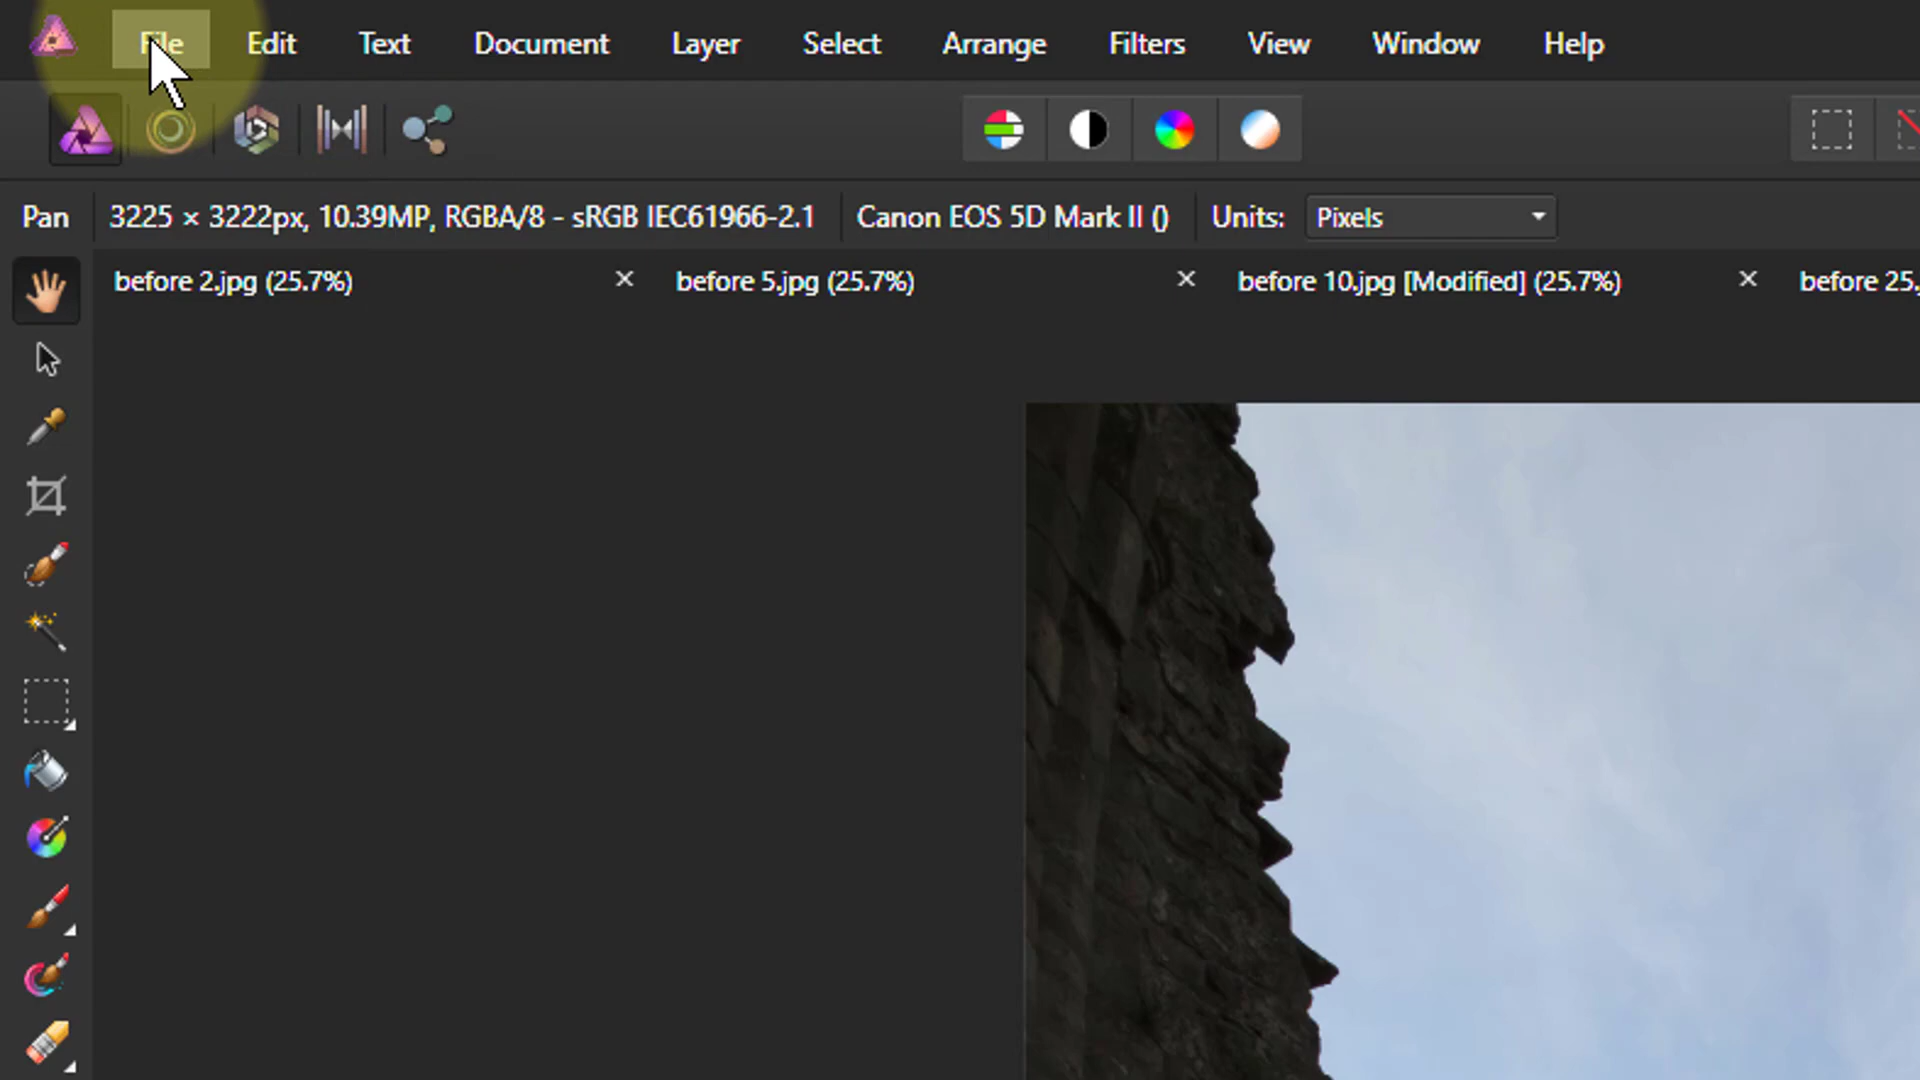 File Edit Text Document Layer Select Arrange Filters View Window Help
Pan 3225 × 3222px, 10.39MP, RGBA/8 - sRGB IEC61966-2.1 Canon EOS 5D Mark II () Units: Pixels
before 2.jpg (25.7%) before 5.jpg (25.7%) before 10.jpg [Modified] (25.7%) before 25.